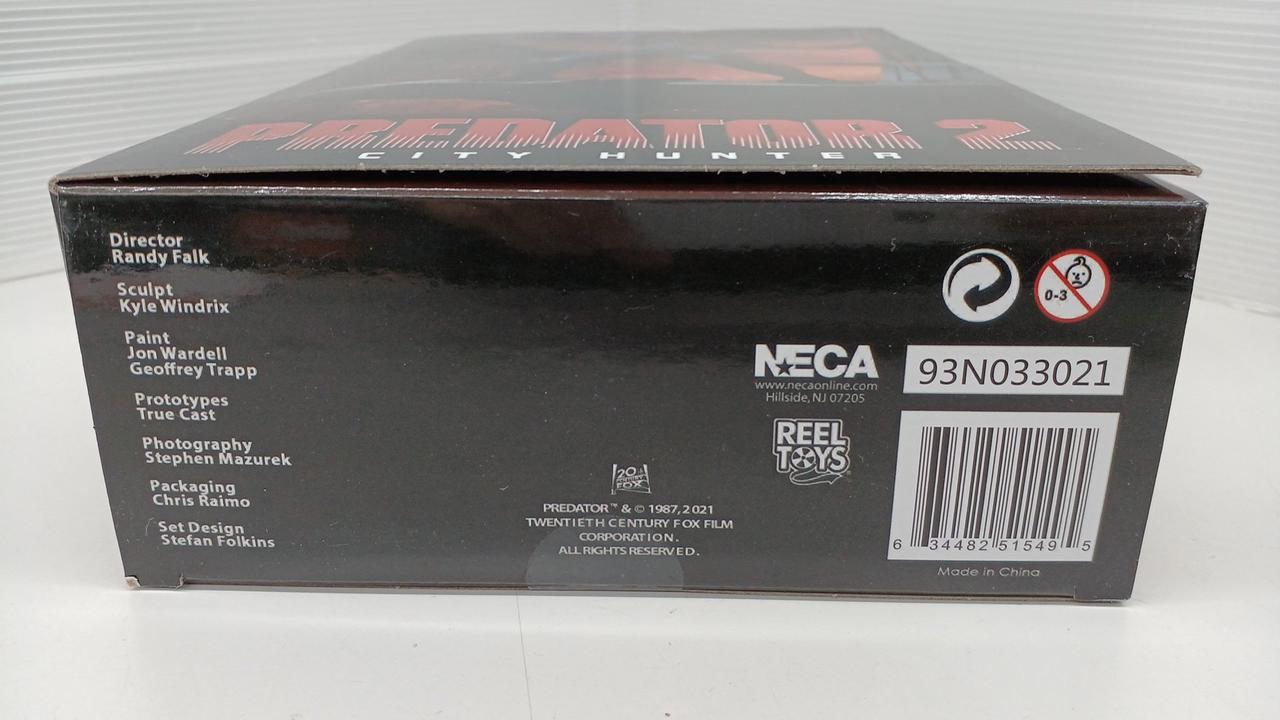 PREDATOR 2
CITY HUNTER
Director
Randy Falk
Sculpt
Kyle Windrix
Paint
Jon Wardell
Geoffrey Trapp
Prototypes
True Cast
Photography
Stephen Mazurek
Packaging
Chris Raimo
Set Design
Stefan Folkins
20th
CENTURY
FOX
PREDATOR™ & © 1987, 2021
TWENTIETH CENTURY FOX FILM
CORPORATION.
ALL RIGHTS RESERVED.
0-3
NECA
www.necaonline.com
Hillside, NJ 07205
93N033021
REEL
TOYS
6 34482 51549 5
Made in China